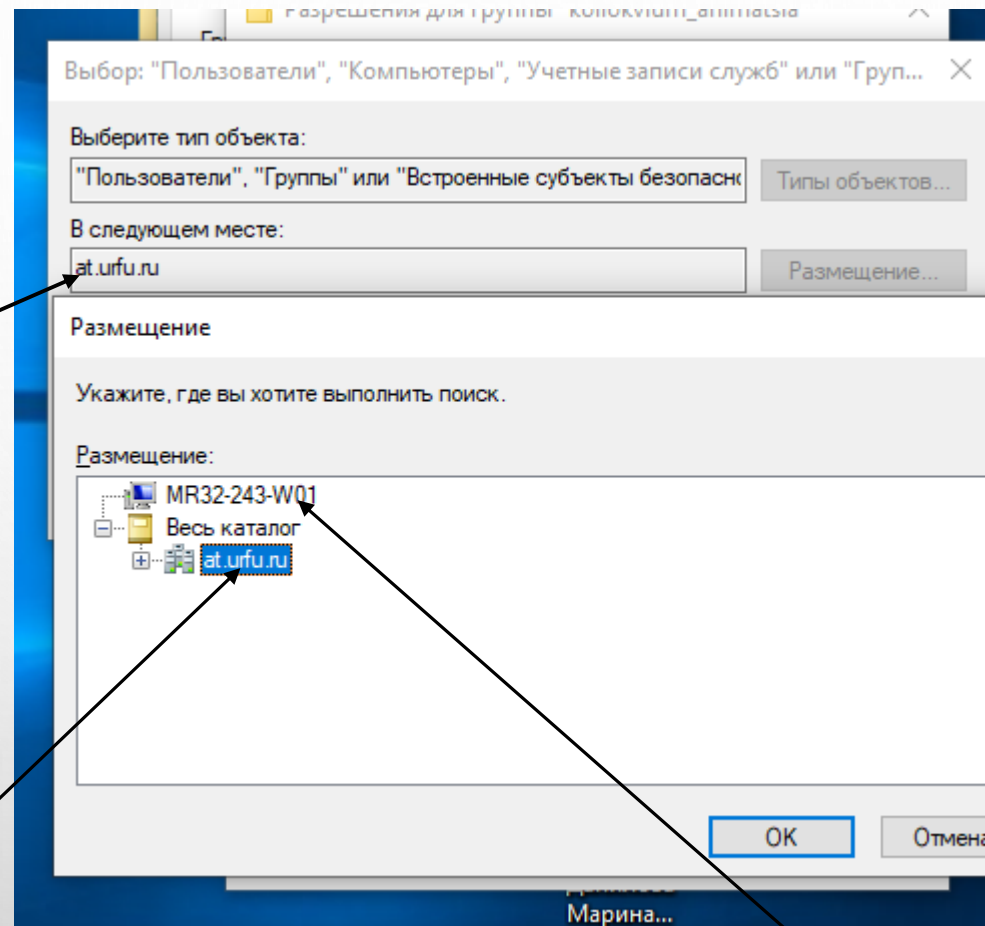 Разрешения для группы "kollokvium_animatsia"
Выбор: "Пользователи", "Компьютеры", "Учетные записи служб" или "Груп...
Выберите тип объекта:
"Пользователи", "Группы" или "Встроенные субъекты безопасно
Типы объектов...
В следующем месте:
at.urfu.ru
Размещение...
Размещение
Укажите, где вы хотите выполнить поиск.
Размещение:
MR32-243-W01
Весь каталог
at.urfu.ru
OK
Отмена
Марина...